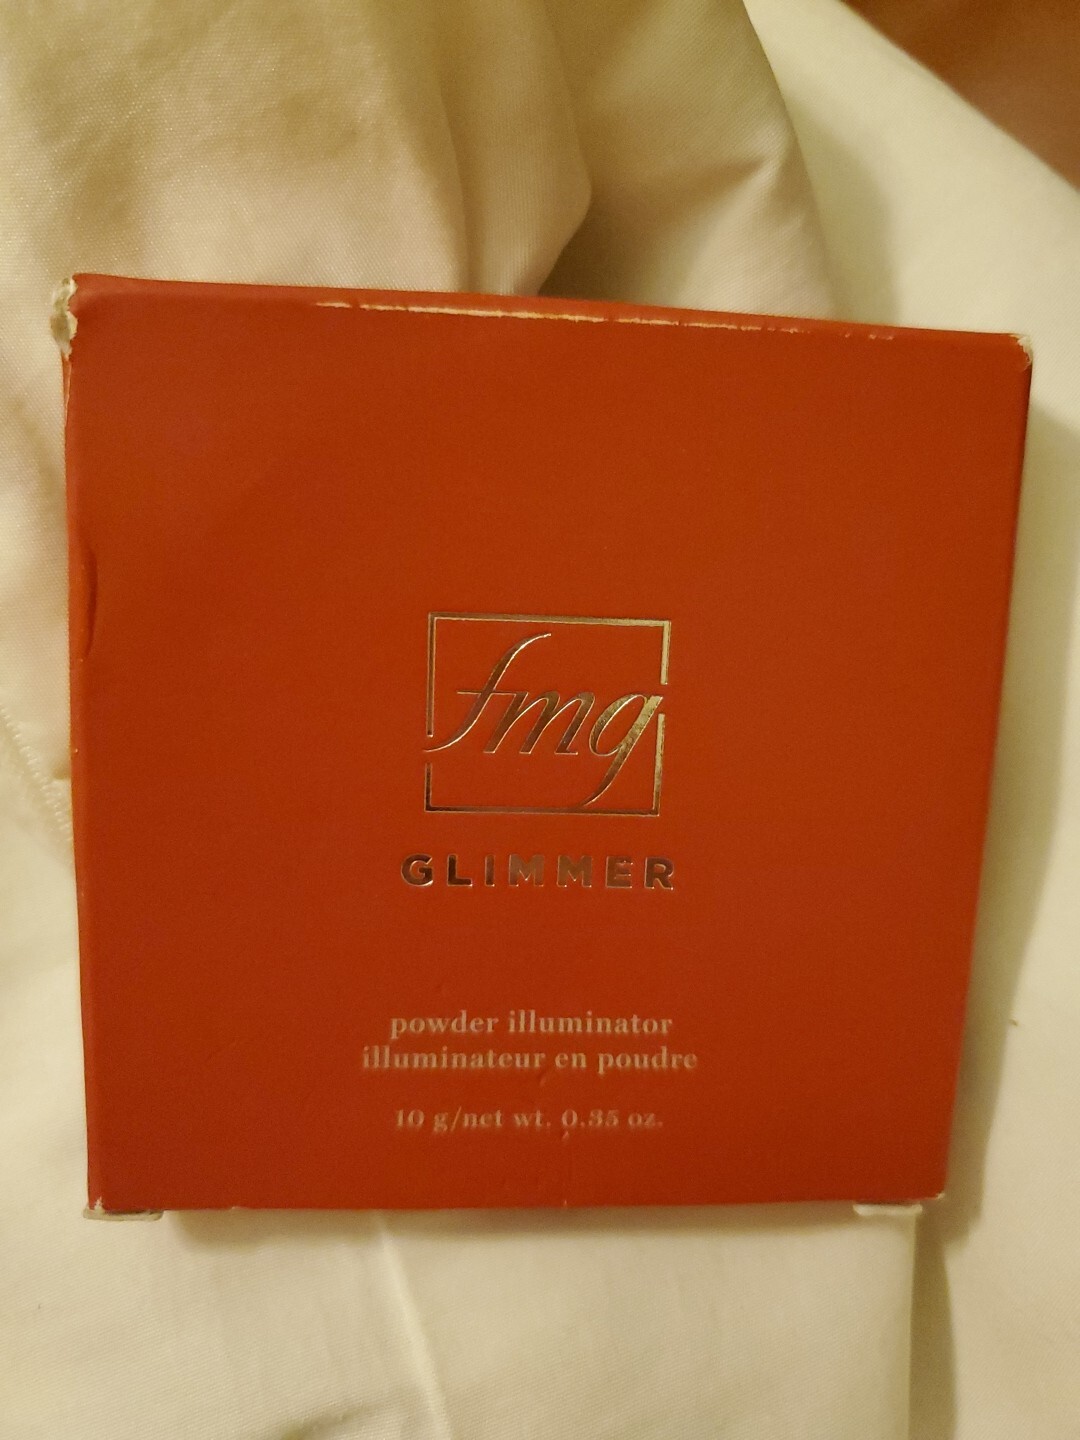 fmg
GLIMMER
powder illuminator
illuminateur en poudre
10 g/net wt. 0.35 oz.